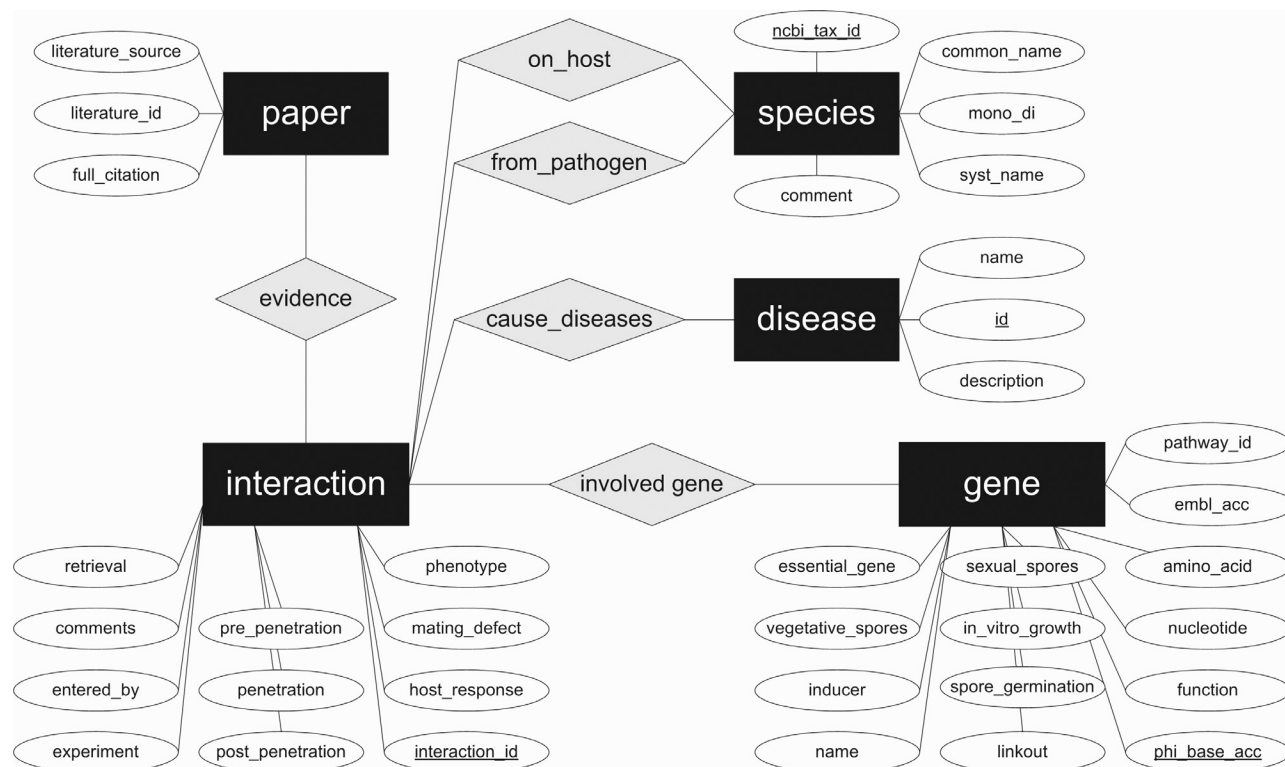 literature_source
literature_id
full_citation
paper
on_host
from_pathogen
ncbi_tax_id
species
common_name
mono_di
syst_name
comment
evidence
cause_diseases
disease
name
id
description
interaction
involved gene
gene
pathway_id
embl_acc
retrieval
comments
entered_by
experiment
pre_penetration
penetration
post_penetration
phenotype
mating_defect
host_response
interaction_id
essential_gene
vegetative_spores
inducer
name
sexual_spores
in_vitro_growth
spore_germination
linkout
amino_acid
nucleotide
function
phi_base_acc